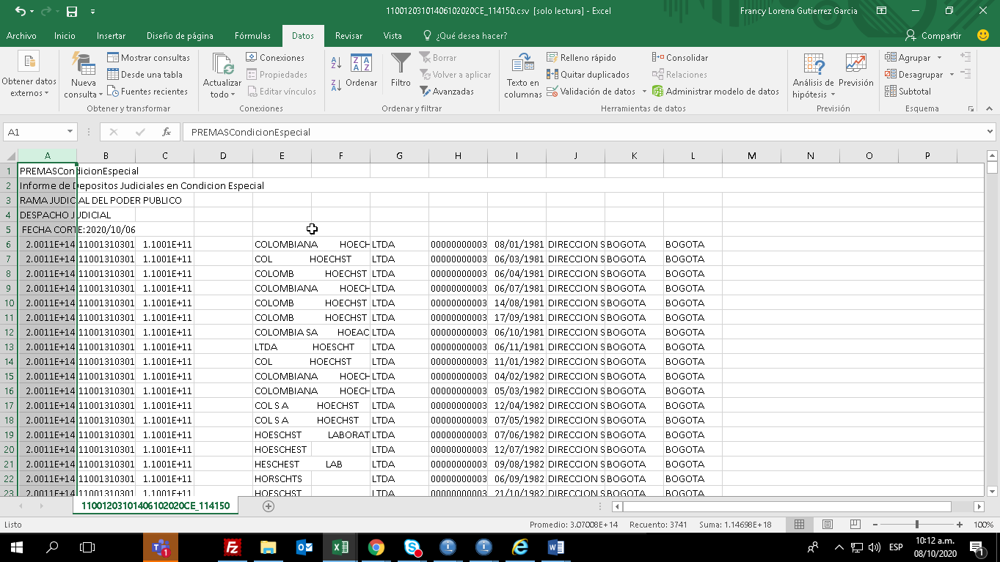 11001203101406102020CE_114150.csv [solo lectura] - Excel
Francy Lorena Gutierrez Garcia
Archivo Inicio Insertar Diseño de página Fórmulas Datos Revisar Vista ¿Qué desea hacer? Compartir
Obtener datos externos
Nueva consulta
Mostrar consultas
Desde una tabla
Fuentes recientes
Obtener y transformar
Actualizar todo
Conexiones
Propiedades
Editar vínculos
Conexiones
Ordenar
Filtro
Borrar
Volver a aplicar
Avanzadas
Ordenar y filtrar
Texto en columnas
Relleno rápido
Quitar duplicados
Validación de datos
Consolidar
Relaciones
Administrar modelo de datos
Herramientas de datos
Análisis de hipótesis
Previsión
Previsión
Agrupar
Desagrupar
Subtotal
Esquema
A1 fx PREMASCondicionEspecial
A B C D E F G H I J K L M N O P
1 PREMASCondicionEspecial
2 Informe de Depositos Judiciales en Condicion Especial
3 RAMA JUDICIAL DEL PODER PUBLICO
4 DESPACHO JUDICIAL
5 FECHA CORTE:2020/10/06
6 2.0011E+14 11001310301 1.1001E+11 COLOMBIANA HOECH LTDA 00000000003 08/01/1981 DIRECCION S BOGOTA BOGOTA
7 2.0011E+14 11001310301 1.1001E+11 COL HOECHST LTDA 00000000003 06/03/1981 DIRECCION S BOGOTA BOGOTA
8 2.0011E+14 11001310301 1.1001E+11 COLOMB HOECHST LTDA 00000000003 06/04/1981 DIRECCION S BOGOTA BOGOTA
9 2.0011E+14 11001310301 1.1001E+11 COLOMBIANA HOECH LTDA 00000000003 06/07/1981 DIRECCION S BOGOTA BOGOTA
10 2.0011E+14 11001310301 1.1001E+11 COLOMB HOECHST LTDA 00000000003 14/08/1981 DIRECCION S BOGOTA BOGOTA
11 2.0011E+14 11001310301 1.1001E+11 COLOMB HOECHST LTDA 00000000003 17/09/1981 DIRECCION S BOGOTA BOGOTA
12 2.0011E+14 11001310301 1.1001E+11 COLOMBIA SA HOEAC LTDA 00000000003 06/10/1981 DIRECCION S BOGOTA BOGOTA
13 2.0011E+14 11001310301 1.1001E+11 LTDA HOESCHT LTDA 00000000003 06/11/1981 DIRECCION S BOGOTA BOGOTA
14 2.0011E+14 11001310301 1.1001E+11 COL HOECHST LTDA 00000000003 11/01/1982 DIRECCION S BOGOTA BOGOTA
15 2.0011E+14 11001310301 1.1001E+11 COLOMBIANA HOECH LTDA 00000000003 04/02/1982 DIRECCION S BOGOTA BOGOTA
16 2.0011E+14 11001310301 1.1001E+11 COLOMBIANA HOECH LTDA 00000000003 05/03/1982 DIRECCION S BOGOTA BOGOTA
17 2.0011E+14 11001310301 1.1001E+11 COL S A HOECHST LTDA 00000000003 12/04/1982 DIRECCION S BOGOTA BOGOTA
18 2.0011E+14 11001310301 1.1001E+11 COL S A HOECHST LTDA 00000000003 07/05/1982 DIRECCION S BOGOTA BOGOTA
19 2.0011E+14 11001310301 1.1001E+11 HOESCHST LABORAT LTDA 00000000003 07/06/1982 DIRECCION S BOGOTA BOGOTA
20 2.0011E+14 11001310301 1.1001E+11 HOESCHEST LTDA 00000000003 12/07/1982 DIRECCION S BOGOTA BOGOTA
21 2.0011E+14 11001310301 1.1001E+11 HESCHEST LAB LTDA 00000000003 09/08/1982 DIRECCION S BOGOTA BOGOTA
22 2.0011E+14 11001310301 1.1001E+11 HORSCHTS LTDA 00000000003 06/09/1982 DIRECCION S BOGOTA BOGOTA
23 2.0011E+14 11001310301 1.1001E+11 HOESCHST LTDA 00000000003 21/10/1982 DIRECCION S BOGOTA BOGOTA
11001203101406102020CE_114150
Listo Promedio: 3.07008E+14 Recuento: 3741 Suma: 1.14698E+18 100%
ESP 10:12 a.m.
08/10/2020